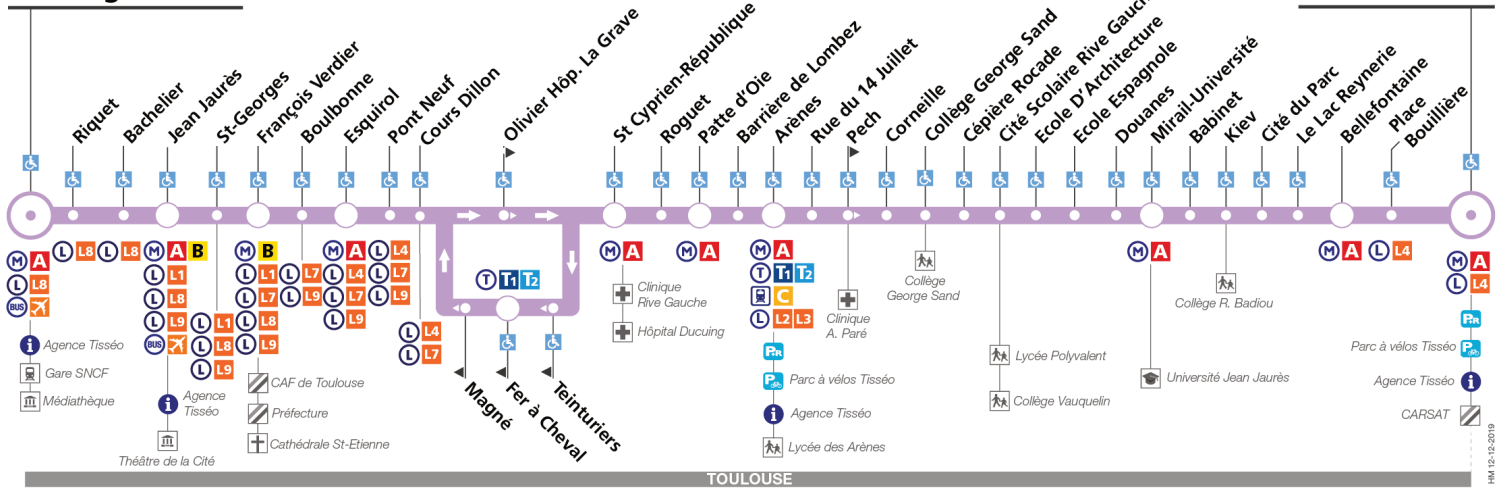 Riquet
Bachelier
Jean Jaurès
St-Georges
François Verdier
Boulbonne
Esquirol
Pont Neuf
Cours Dillon
Olivier Hôp. La Grave
St Cyprien-République
Roguet
Patte d'Oie
Barrière de Lombez
Arènes
Rue du 14 Juillet
Pech
Corneille
Collège George Sand
Cépière Rocade
Cité Scolaire Rive Gauch
Ecole D'Architecture
Ecole Espagnole
Douanes
Mirail-Université
Babinet
Kiev
Cité du Parc
Le Lac Reynerie
Bellefontaine
Place
Bouillière
M A
L L8
BUS
Agence Tisséo
Gare SNCF
Médiathèque
L L8
L L8
M A B
L L1
L L8
L L9
BUS
Agence
Tisséo
Théâtre de la Cité
L L1
L L8
L L9
M B
L L1
L L7
L L8
L L9
CAF de Toulouse
Préfecture
Cathédrale St-Etienne
L L7
L L9
M A
L L4
L L7
L L9
L L4
L L7
L L9
L L4
L L7
T T1 T2
Magné
Fer à Cheval
Teinturiers
M A
Clinique
Rive Gauche
Hôpital Ducuing
M A
M A
T T1 T2
C
L L2 L3
P+R
Parc à vélos Tisséo
Agence Tisséo
Lycée des Arènes
Clinique
A. Paré
Collège
George Sand
Lycée Polyvalent
Collège Vauquelin
M A
Université Jean Jaurès
Collège R. Badiou
M A
L L4
M A
L L4
P+R
Parc à vélos Tisséo
Agence Tisséo
CARSAT
TOULOUSE
HM 12-12-2019